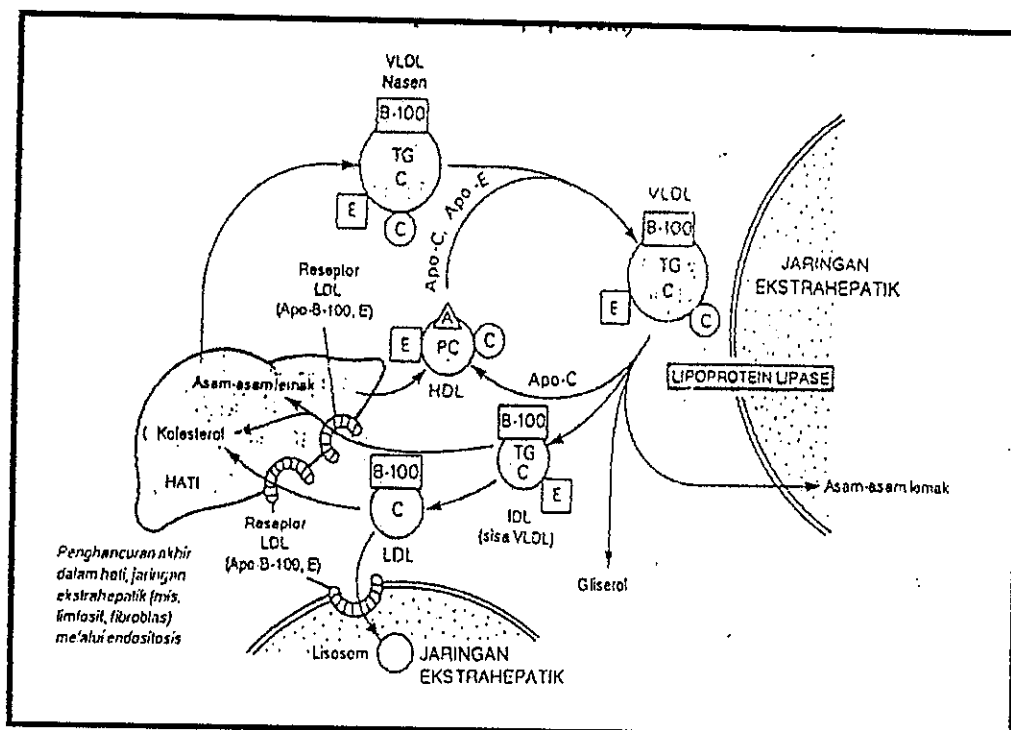 VLDL
Nasen
B-100
TG
C
E
C
Apo-C, Apo-E
VLDL
B-100
TG
C
E
C
JARINGAN
EKSTRAHEPATIK
LIPOPROTEIN LIPASE
Reseptor
LDL
(Apo-B-100, E)
A
E
PC
C
HDL
Apo-C
Asam-asam lemak
Kolesterol
HATI
B-100
TG
C
E
IDL
(sisa VLDL)
B-100
C
LDL
Asam-asam lemak
Gliserol
Reseptor
LDL
(Apo-B-100, E)
Penghancuran akhir
dalam hati, jaringan
ekstrahepatik (mis,
limfosit, fibroblas)
melalui endositosis
Lisosom
JARINGAN
EKSTRAHEPATIK